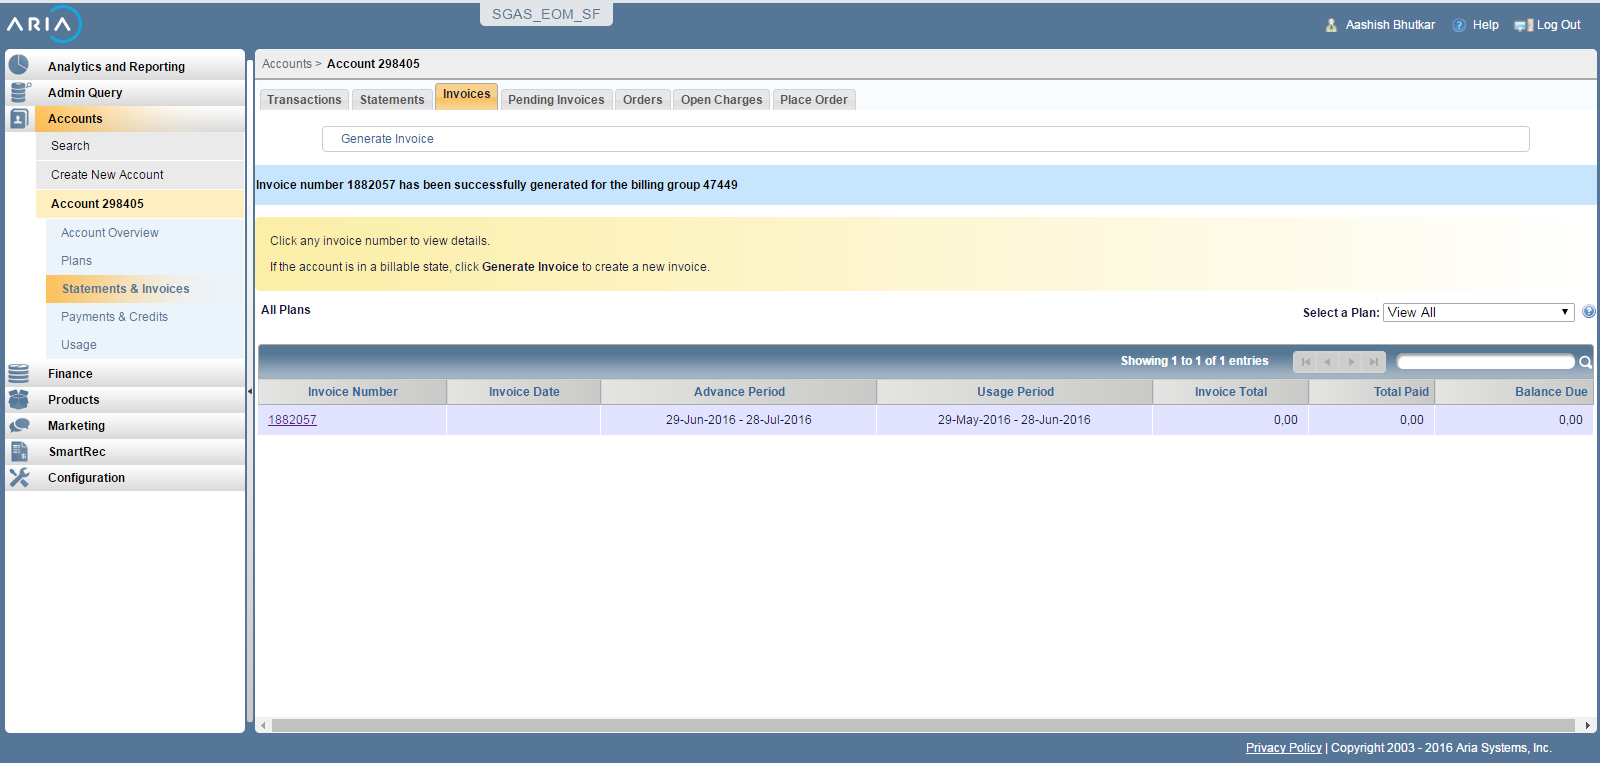 SGAS_EOM_SF
ARIA
Aashish Bhutkar
Help
Log Out
Analytics and Reporting
Admin Query
Accounts
Search
Create New Account
Account 298405
Account Overview
Plans
Statements & Invoices
Payments & Credits
Usage
Finance
Products
Marketing
SmartRec
Configuration
Accounts > Account 298405
Transactions Statements Invoices Pending Invoices Orders Open Charges Place Order
Generate Invoice
Invoice number 1882057 has been successfully generated for the billing group 47449
Click any invoice number to view details.
If the account is in a billable state, click Generate Invoice to create a new invoice.
All Plans
Select a Plan: View All
Showing 1 to 1 of 1 entries
Invoice Number Invoice Date Advance Period Usage Period Invoice Total Total Paid Balance Due
1882057 29-Jun-2016 - 28-Jul-2016 29-May-2016 - 28-Jun-2016 0,00 0,00 0,00
Privacy Policy | Copyright 2003 - 2016 Aria Systems, Inc.